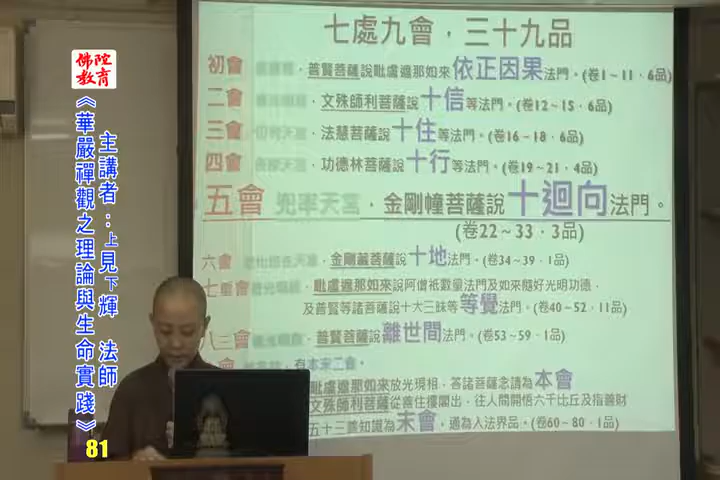 佛陀
教育
《華嚴禪觀之理論與生命實踐》
主講者：上見下輝 法師
81
七處九會，三十九品
初會 普賢菩薩說毗盧遮那如來依正因果法門。(卷1~11，6品)
二會 文殊師利菩薩說十信等法門。(卷12~15，6品)
三會 法慧菩薩說十住等法門。(卷16~18，6品)
四會 功德林菩薩說十行等法門。(卷19~21，4品)
五會 兜率天宮，金剛幢菩薩說十迴向法門。
(卷22~33，3品)
六會 金剛藏菩薩說十地法門。(卷34~39，1品)
七重會 毗盧遮那如來說阿僧祇數量法門及如來隨好光明功德，
及普賢等諸菩薩說十大三昧等等覺法門。(卷40~52，11品)
八三會 普賢菩薩說離世間法門。(卷53~59，1品)
會 有本末二會。
毗盧遮那如來放光現相，答諸菩薩念請為本會
文殊師利菩薩從善住樓閣出，往人間開悟六千比丘及指善財
五十三善知識為末會，通為入法界品。(卷60~80，1品)